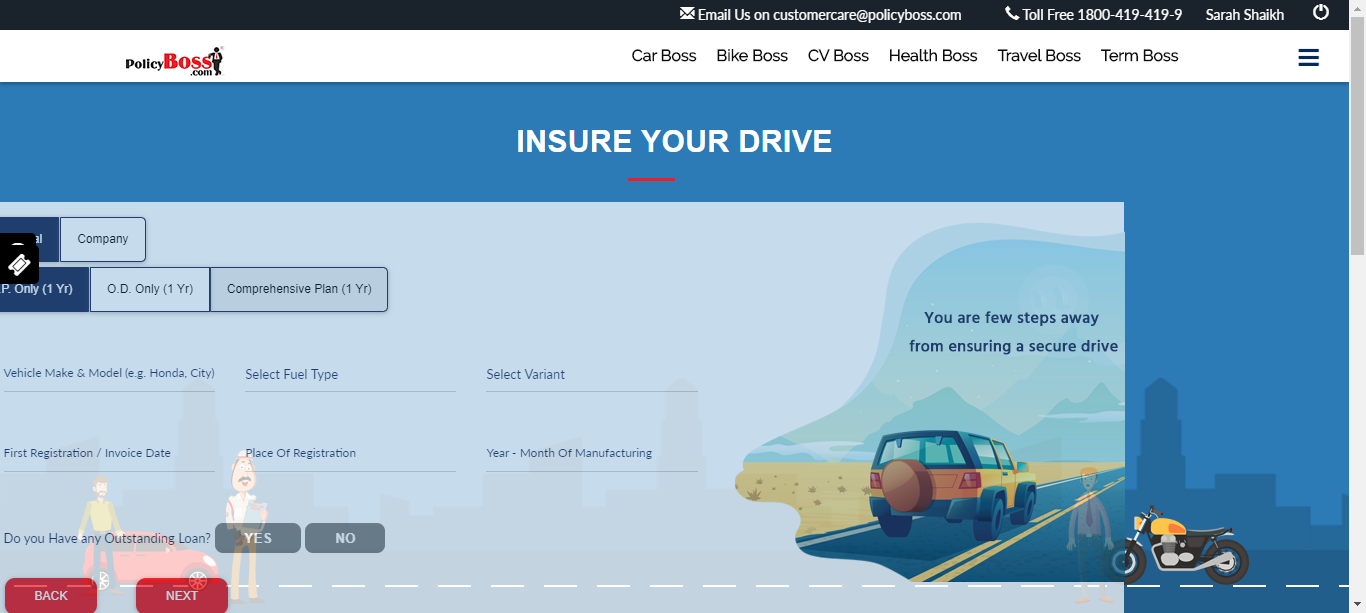 Email Us on customercare@policyboss.com Toll Free 1800-419-419-9 Sarah Shaikh
PolicyBoss.com Car Boss Bike Boss CV Boss Health Boss Travel Boss Term Boss
INSURE YOUR DRIVE
Company
P. Only (1 Yr) O.D. Only (1 Yr) Comprehensive Plan (1 Yr)
You are few steps away
from ensuring a secure drive
Vehicle Make & Model (e.g. Honda, City) Select Fuel Type Select Variant
First Registration / Invoice Date Place Of Registration Year - Month Of Manufacturing
Do you Have any Outstanding Loan? YES NO
BACK NEXT